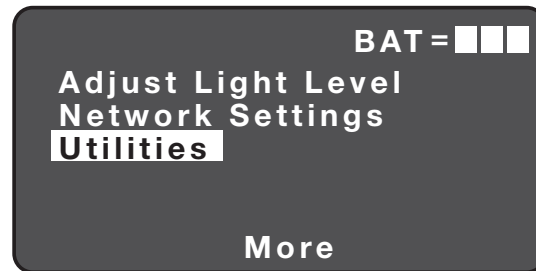 BAT=
Adjust Light Level
Network Settings
Utilities
More